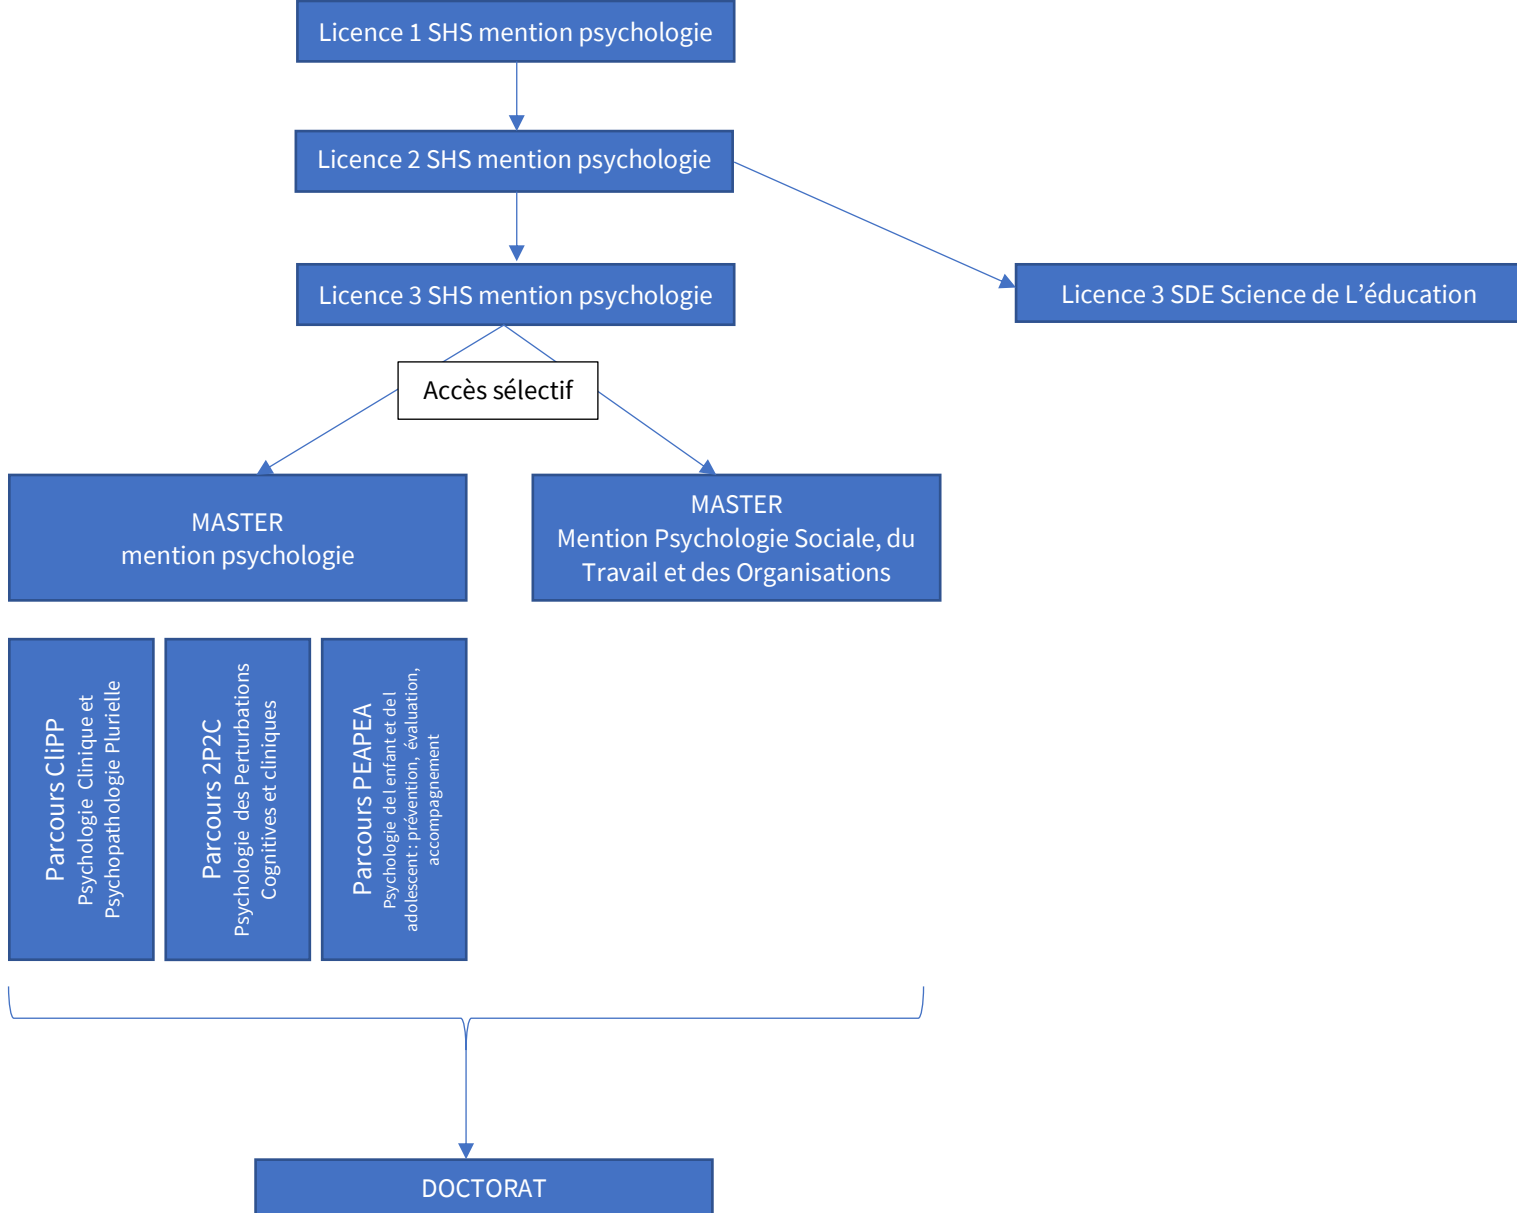 Licence 1 SHS mention psychologie
Licence 2 SHS mention psychologie
Licence 3 SHS mention psychologie
Licence 3 SDE Science de L’éducation
Accès sélectif
MASTER
mention psychologie
MASTER
Mention Psychologie Sociale, du
Travail et des Organisations
Parcours CliPP
Psychologie Clinique et
Psychopathologie Plurielle
Parcours 2P2C
Psychologie des Perturbations
Cognitives et cliniques
Parcours PEAPEA
Psychologie de l enfant et de l
adolescent : prévention, évaluation,
accompagnement
DOCTORAT